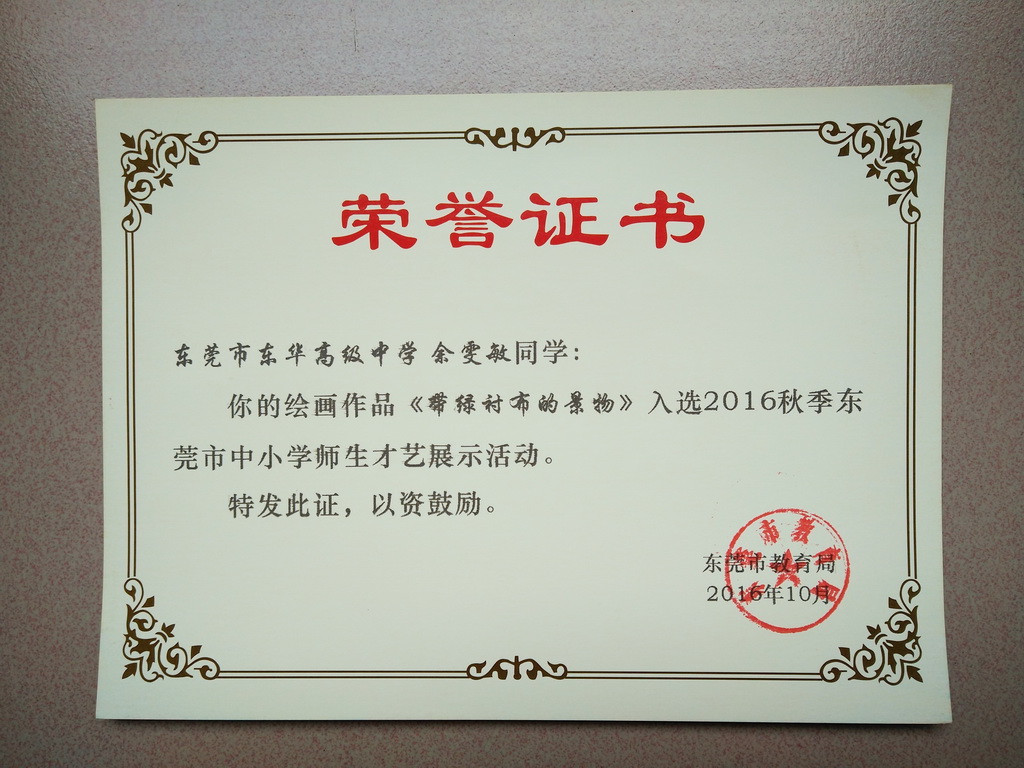 荣誉证书
东莞市东华高级中学 余雯敏同学：
你的绘画作品《带绿衬布的景物》入选2016秋季东
莞市中小学师生才艺展示活动。
特发此证，以资鼓励。
东莞市教育局
2016年10月